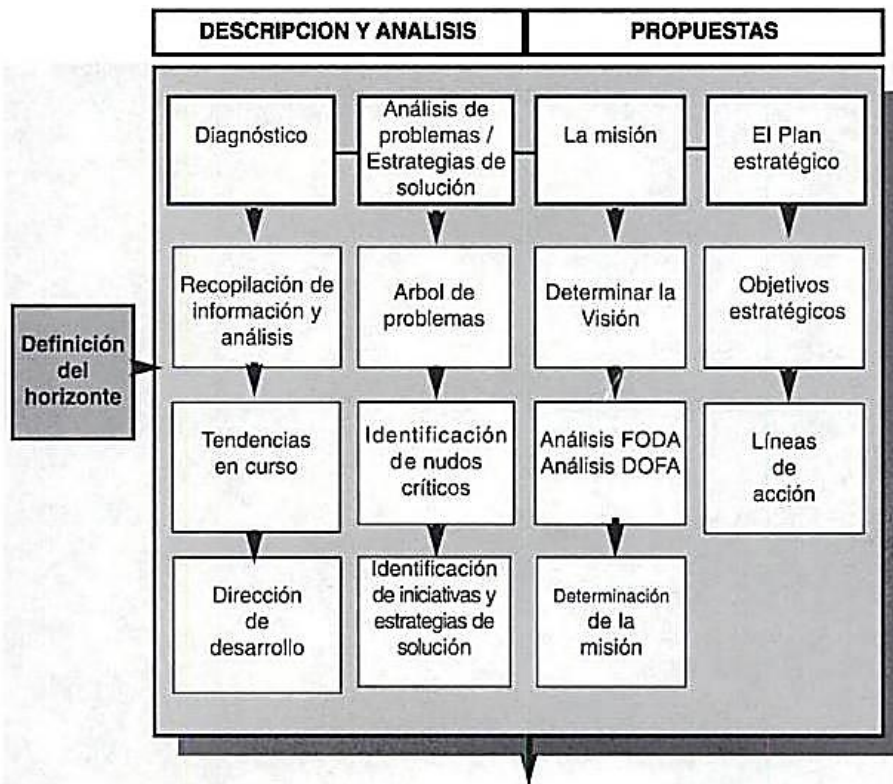 DESCRIPCION Y ANALISIS
PROPUESTAS
Definición
del
horizonte
Diagnóstico
Recopilación de
información y
análisis
Tendencias
en curso
Dirección
de
desarrollo
Análisis de
problemas /
Estrategias de
solución
Arbol de
problemas
Identificación
de nudos
críticos
Identificación
de iniciativas y
estrategias de
solución
La misión
Determinar la
Visión
Análisis FODA
Análisis DOFA
Determinación
de la
misión
El Plan
estratégico
Objetivos
estratégicos
Líneas
de
acción